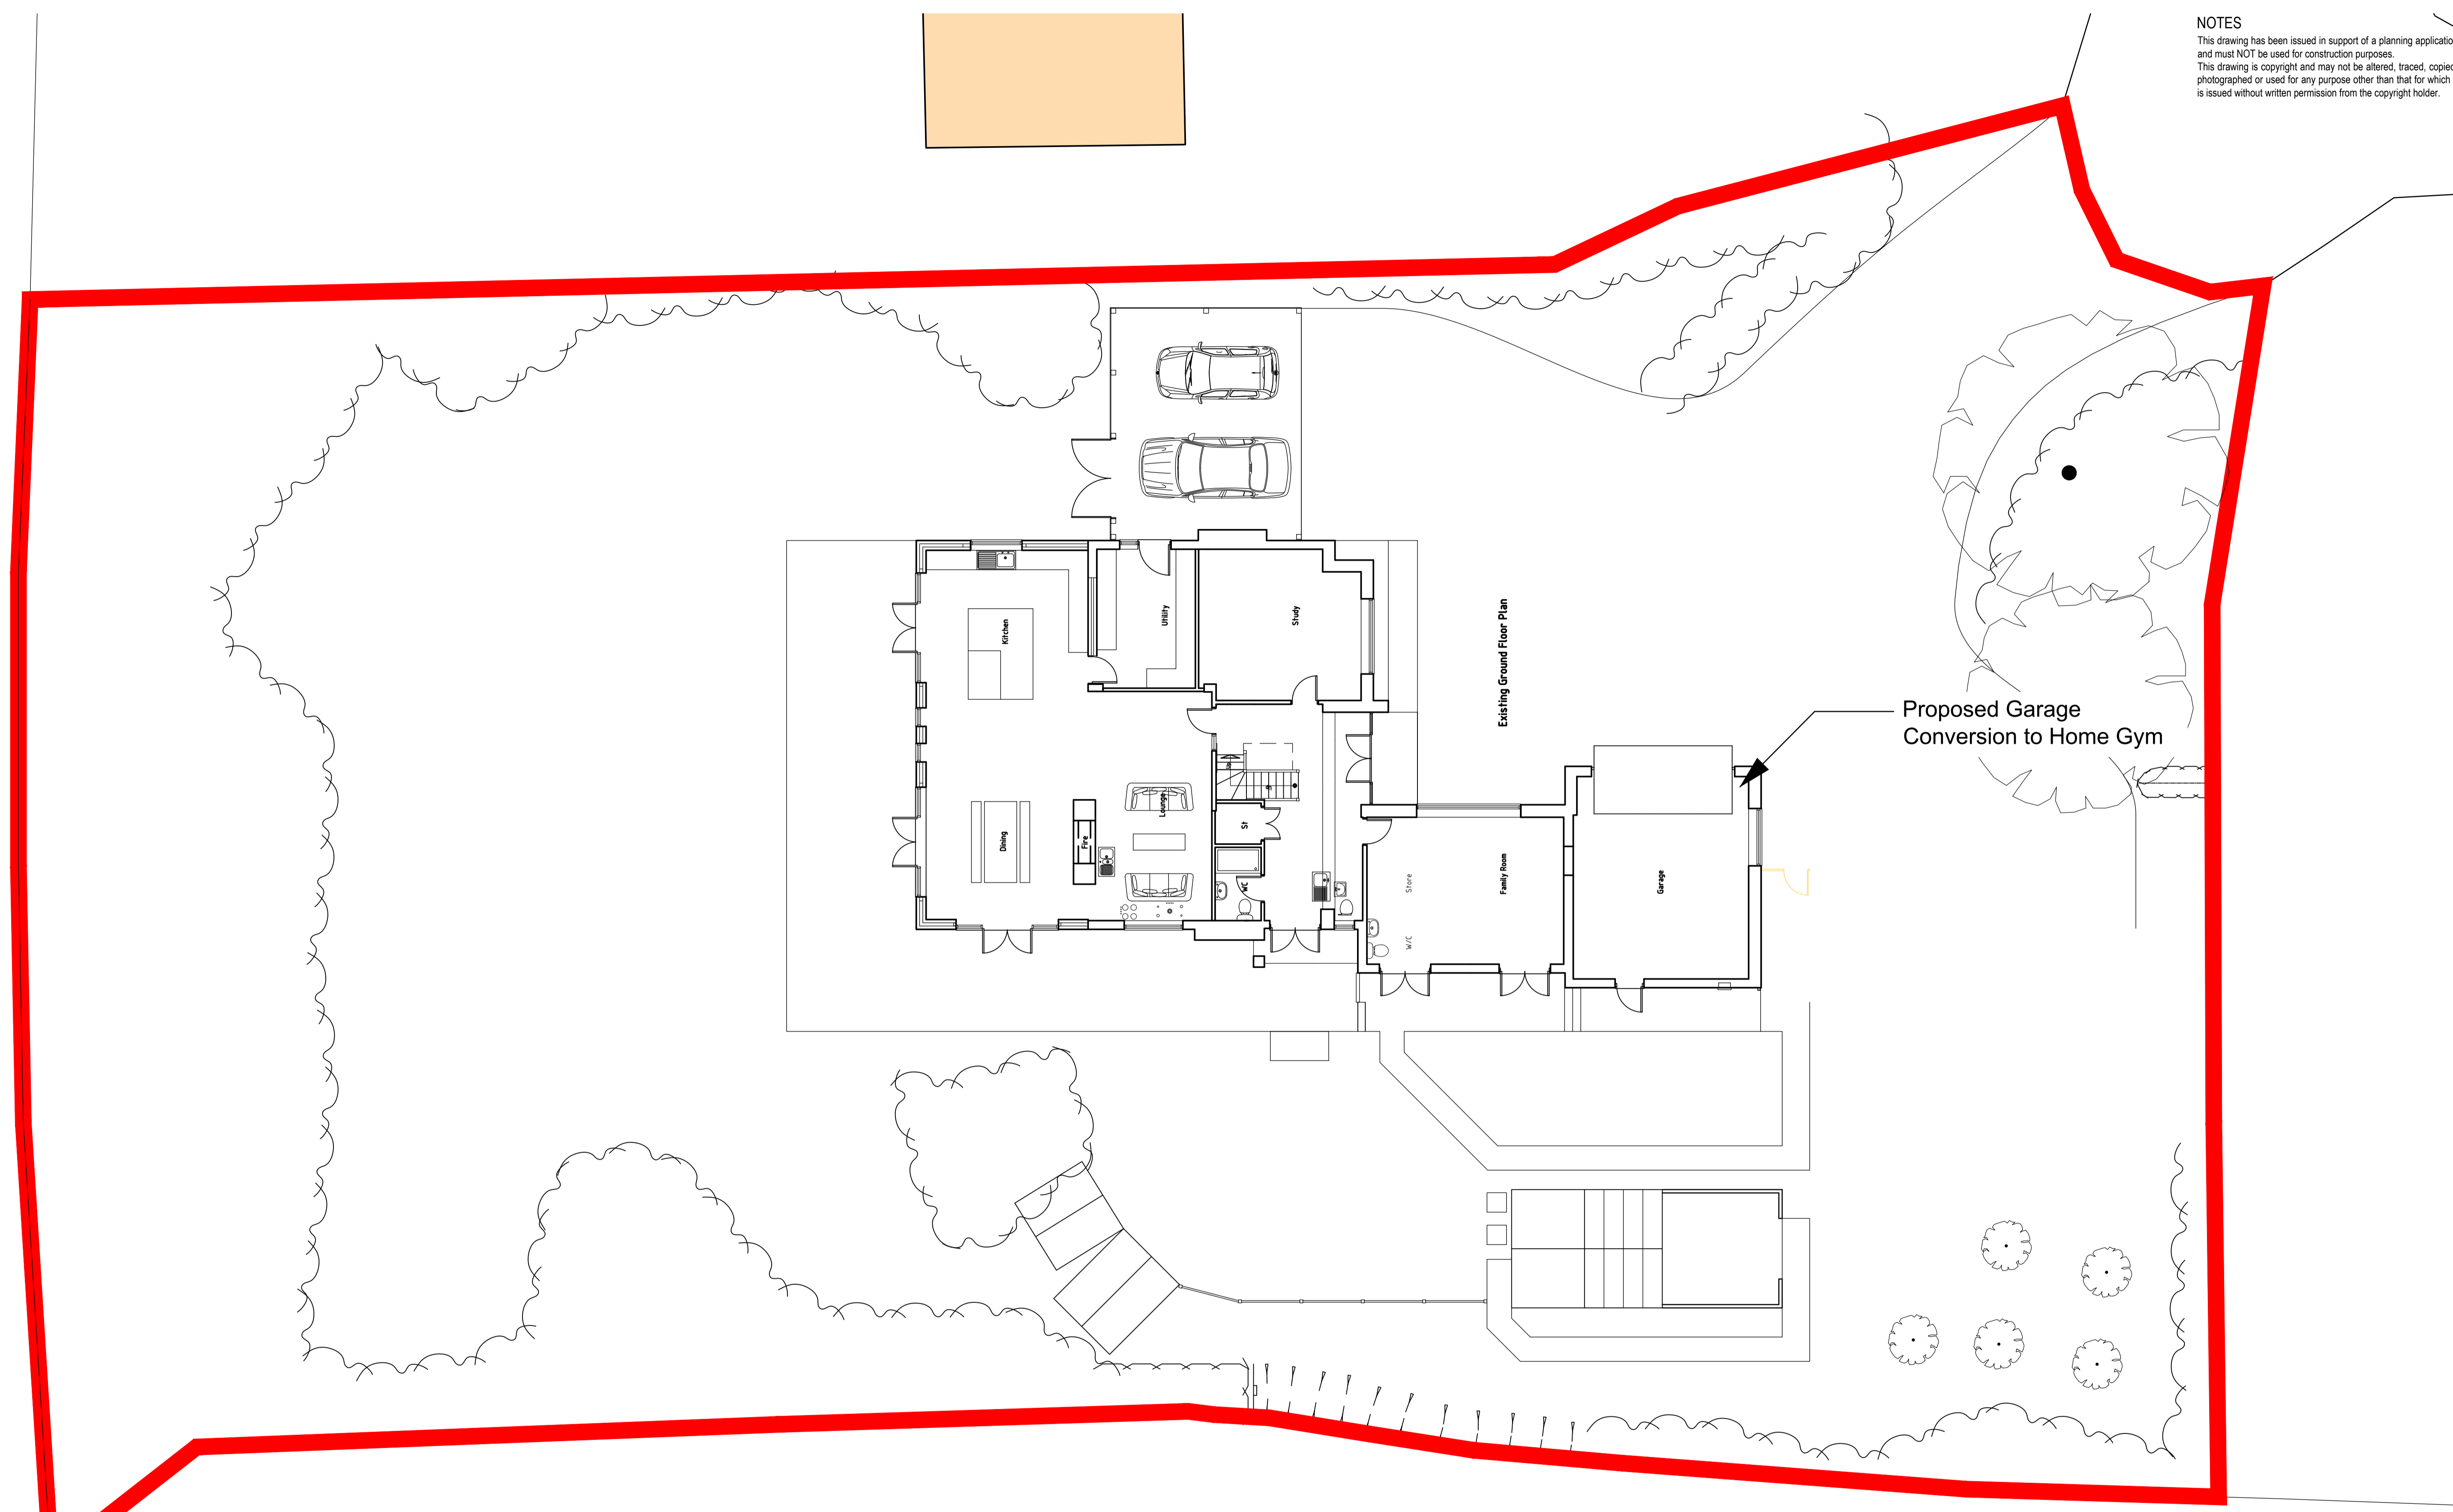 NOTES
This drawing has been issued in support of a planning applicatio
and must NOT be used for construction purposes.
This drawing is copyright and may not be altered, traced, copied
photographed or used for any purpose other than that for which
is issued without written permission from the copyright holder.
Existing Ground Floor Plan
Proposed Garage
Conversion to Home Gym
Kitchen
Utility
Study
Dining
Fire
Lounge
St
WC
Store
W/C
Family Room
Garage